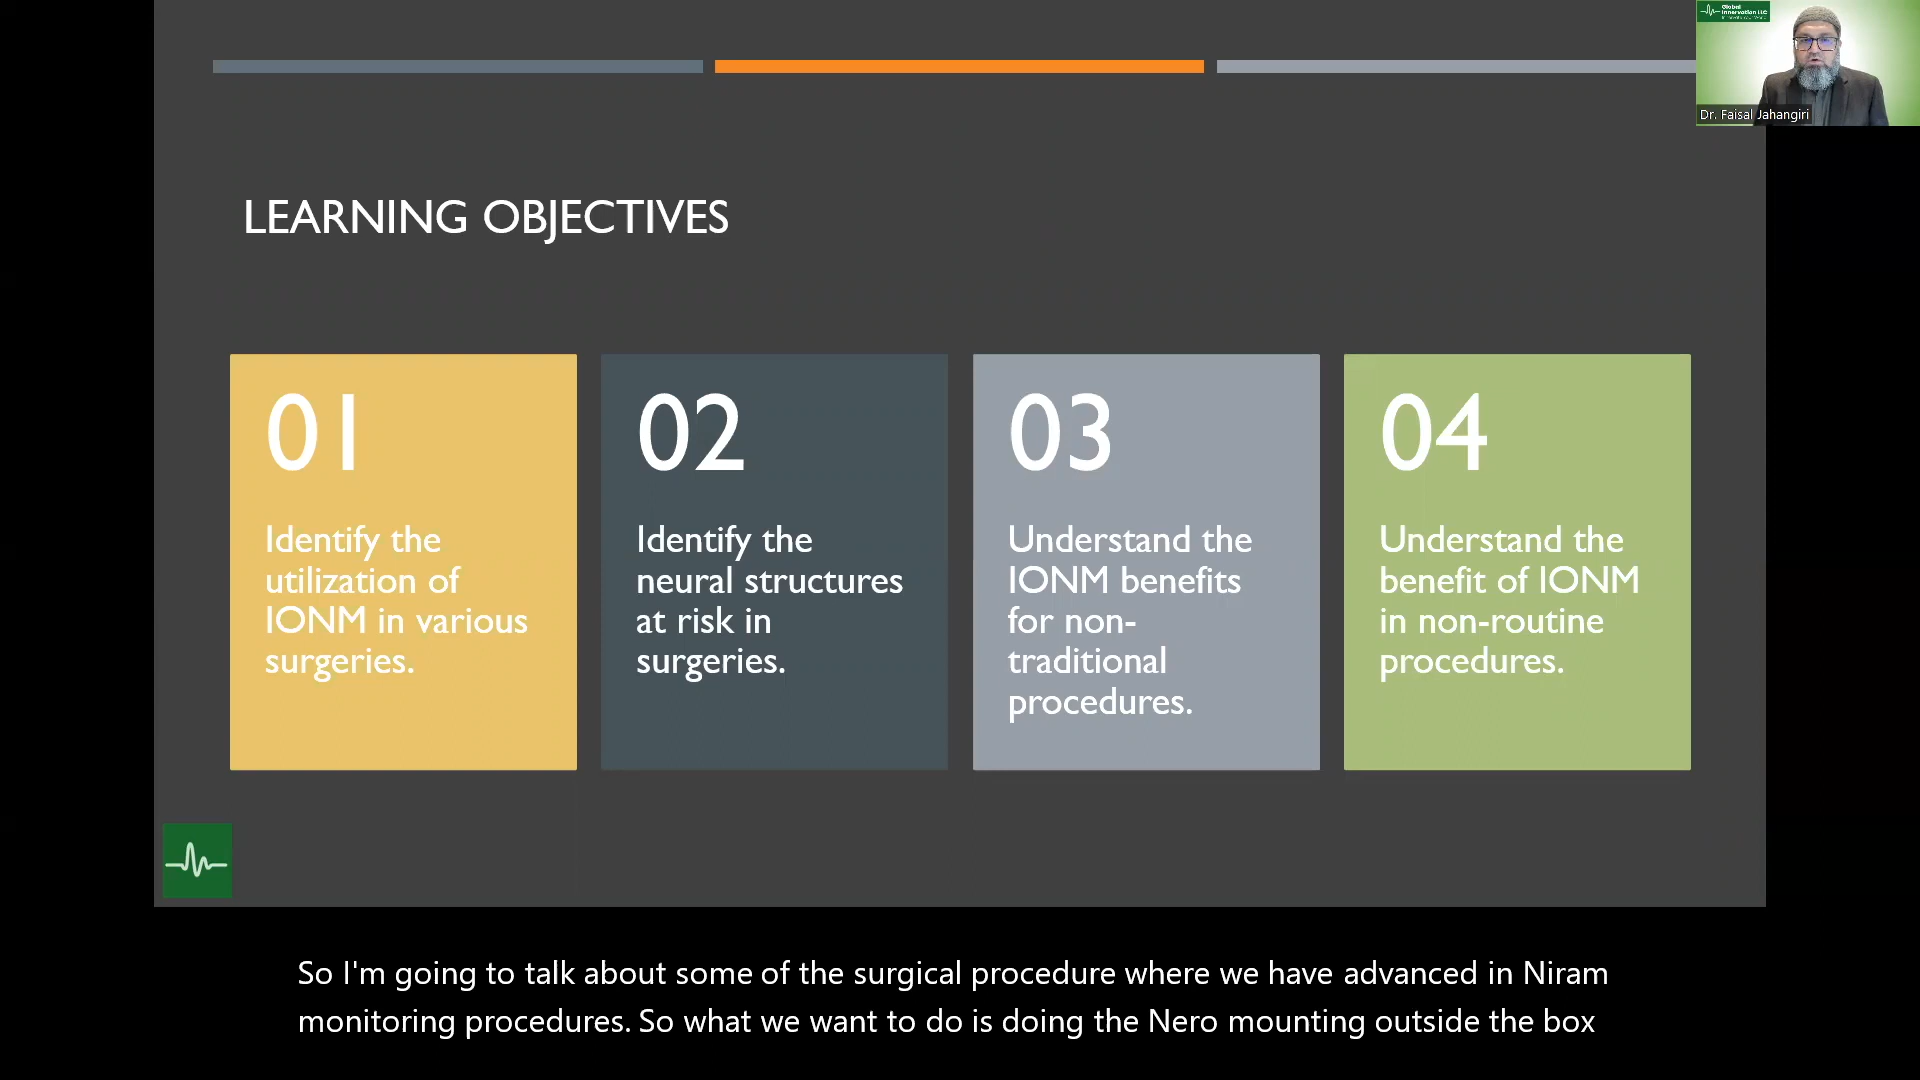 Global
Innervation LLC
Dr. Faisal Jahangiri
LEARNING OBJECTIVES
01
Identify the
utilization of
IONM in various
surgeries.
02
Identify the
neural structures
at risk in
surgeries.
03
Understand the
IONM benefits
for non-
traditional
procedures.
04
Understand the
benefit of IONM
in non-routine
procedures.
So I'm going to talk about some of the surgical procedure where we have advanced in Niram
monitoring procedures. So what we want to do is doing the Nero mounting outside the box